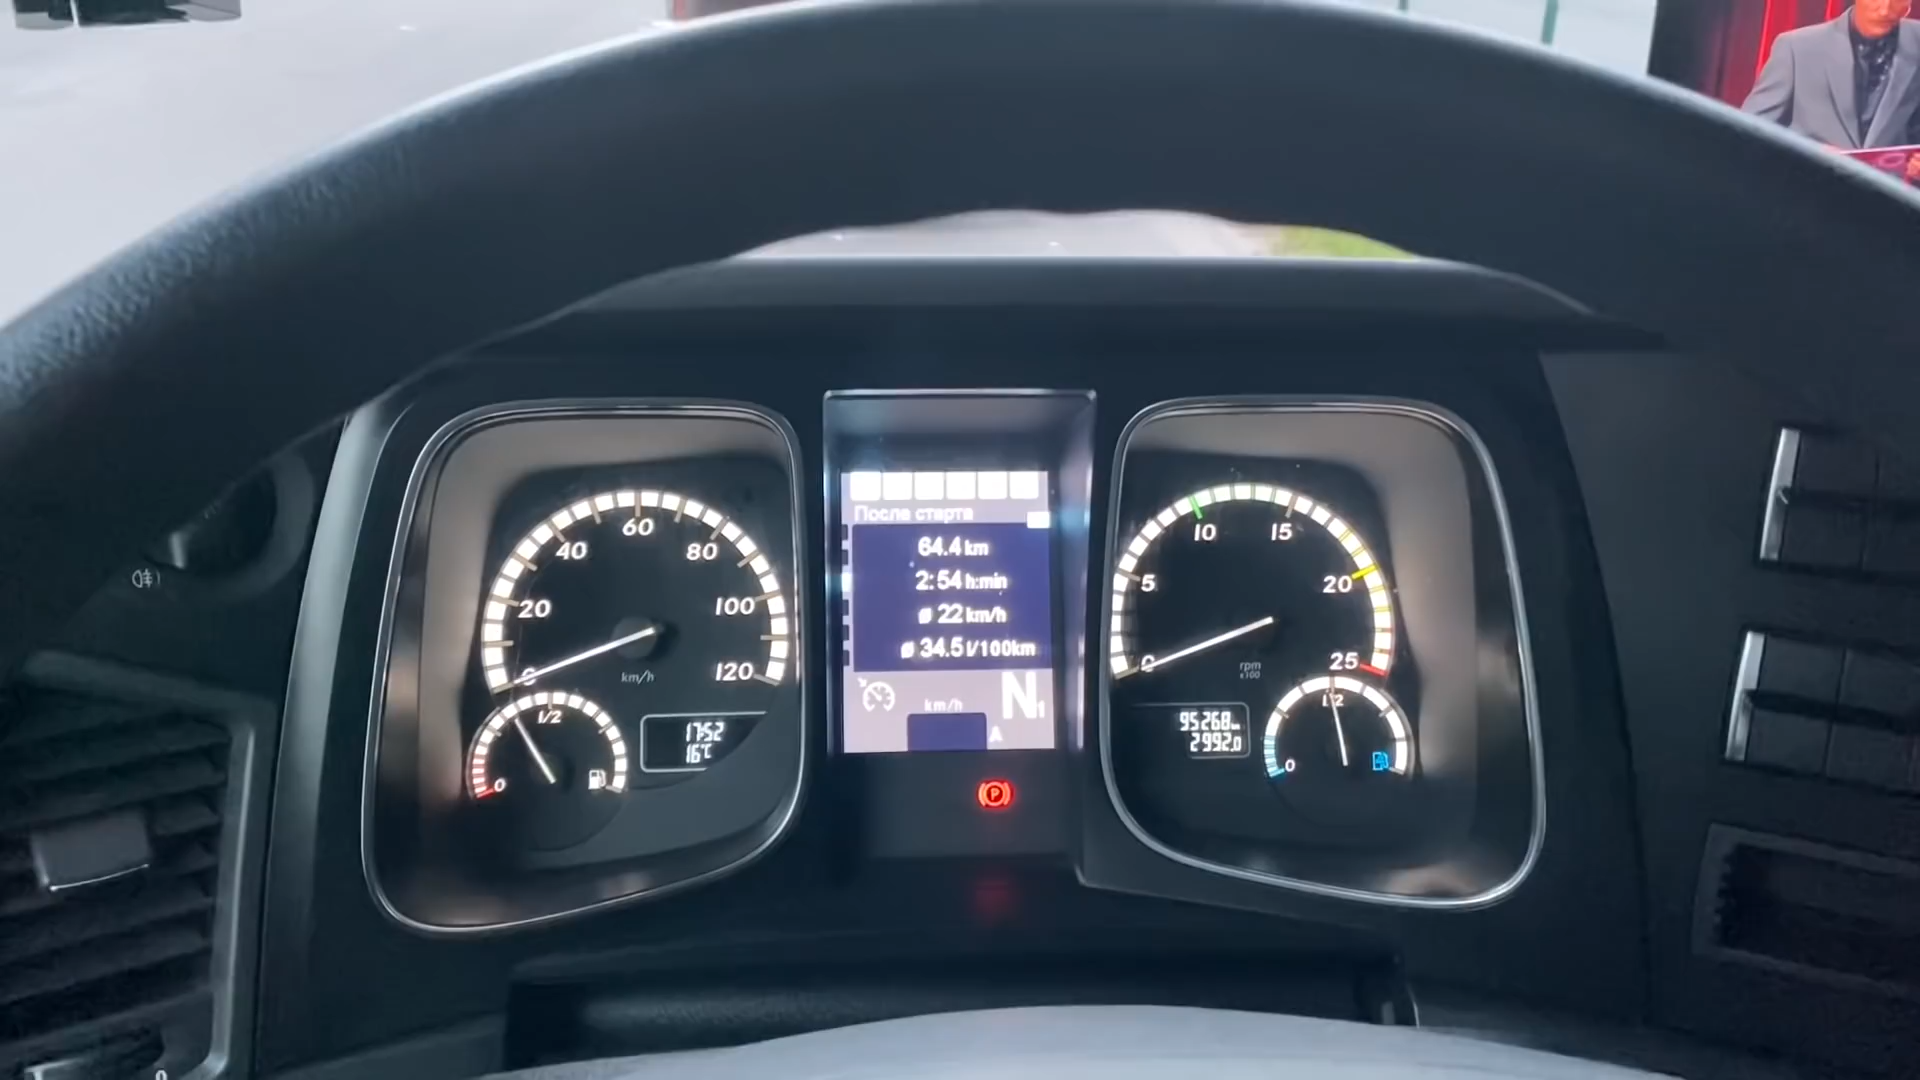 20
40
60
80
100
120
0
km/h
1/2
0
17:52
16°C
После старта
64.4 km
2:54 h:min
ø 22 km/h
ø 34.5 l/100km
km/h
N1
A
P
0
5
10
15
20
25
rpm
x100
95268 km
2992.0
1/2
0
0